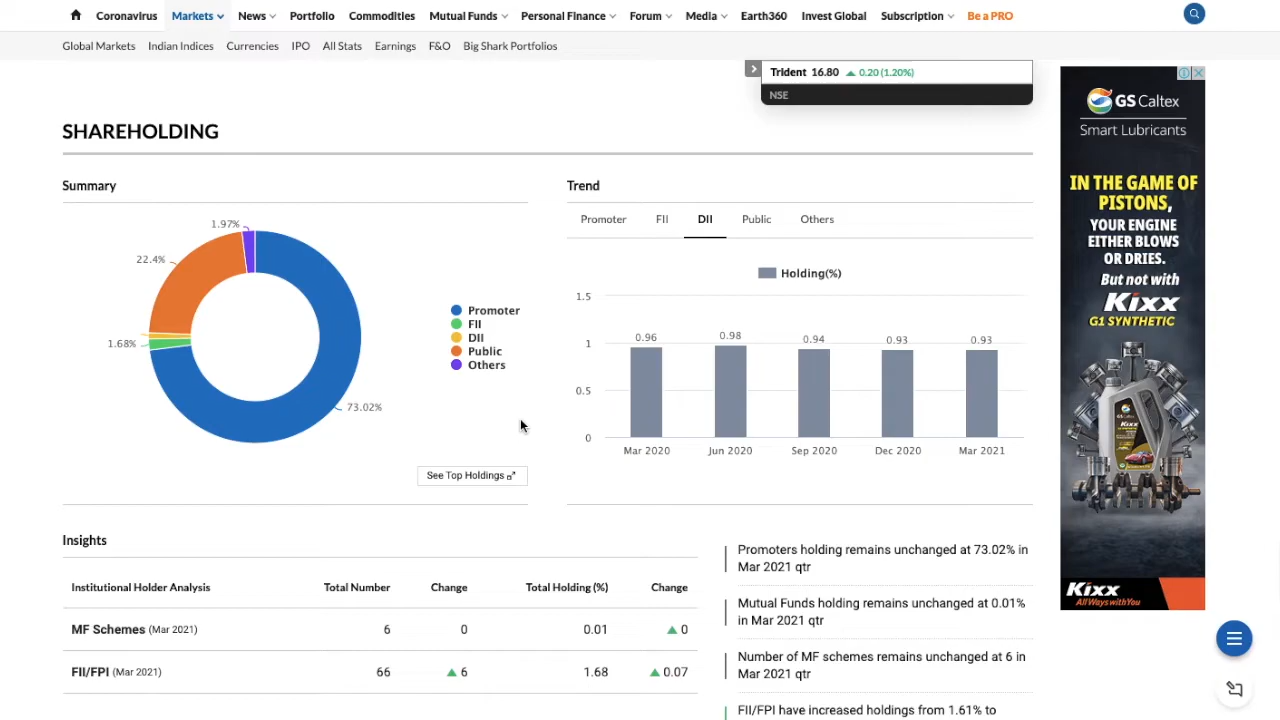 Coronavirus Markets News Portfolio Commodities Mutual Funds Personal Finance Forum Media Earth360 Invest Global Subscription Be a PRO
Global Markets Indian Indices Currencies IPO All Stats Earnings F&O Big Shark Portfolios
Trident 16.80 0.20 (1.20%)
NSE
SHAREHOLDING
Summary
1.97%
22.4%
1.68%
73.02%
Promoter
FII
DII
Public
Others
See Top Holdings
Trend
Promoter FII DII Public Others
Holding(%)
1.5
1
0.5
0
0.96 0.98 0.94 0.93 0.93
Mar 2020 Jun 2020 Sep 2020 Dec 2020 Mar 2021
Insights
Institutional Holder Analysis Total Number Change Total Holding (%) Change
MF Schemes (Mar 2021) 6 0 0.01 0
FII/FPI (Mar 2021) 66 6 1.68 0.07
Promoters holding remains unchanged at 73.02% in
Mar 2021 qtr
Mutual Funds holding remains unchanged at 0.01%
in Mar 2021 qtr
Number of MF schemes remains unchanged at 6 in
Mar 2021 qtr
FII/FPI have increased holdings from 1.61% to
GS Caltex
Smart Lubricants
IN THE GAME OF
PISTONS,
YOUR ENGINE
EITHER BLOWS
OR DRIES.
But not with
Kixx
G1 SYNTHETIC
Kixx
All Ways with You